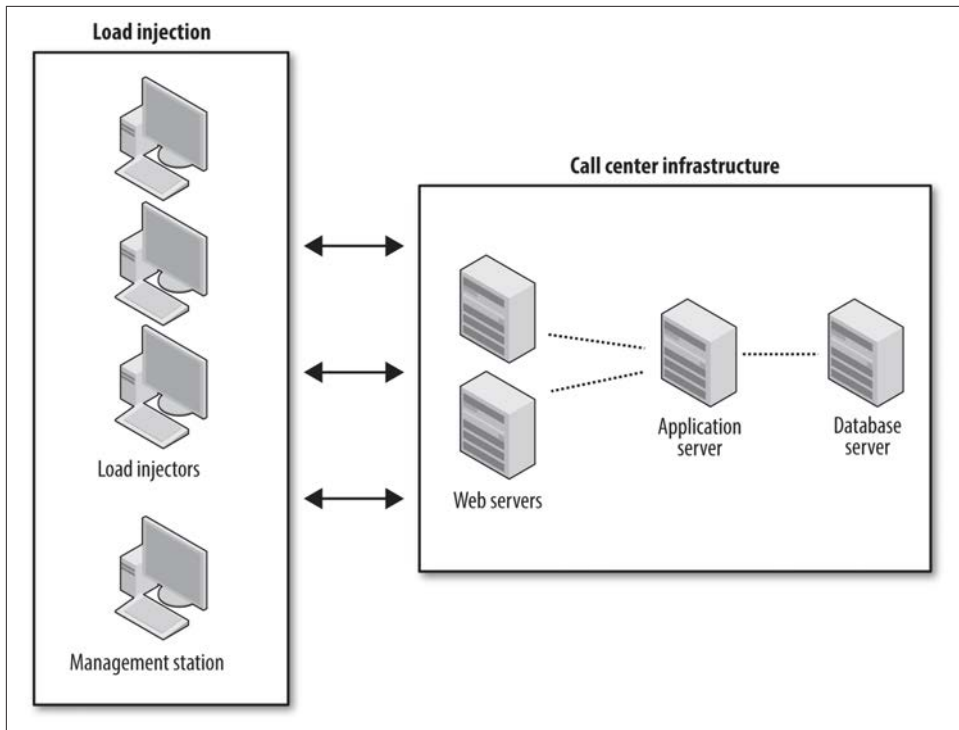 Load injection
Load injectors
Management station
Call center infrastructure
Web servers
Application
server
Database
server